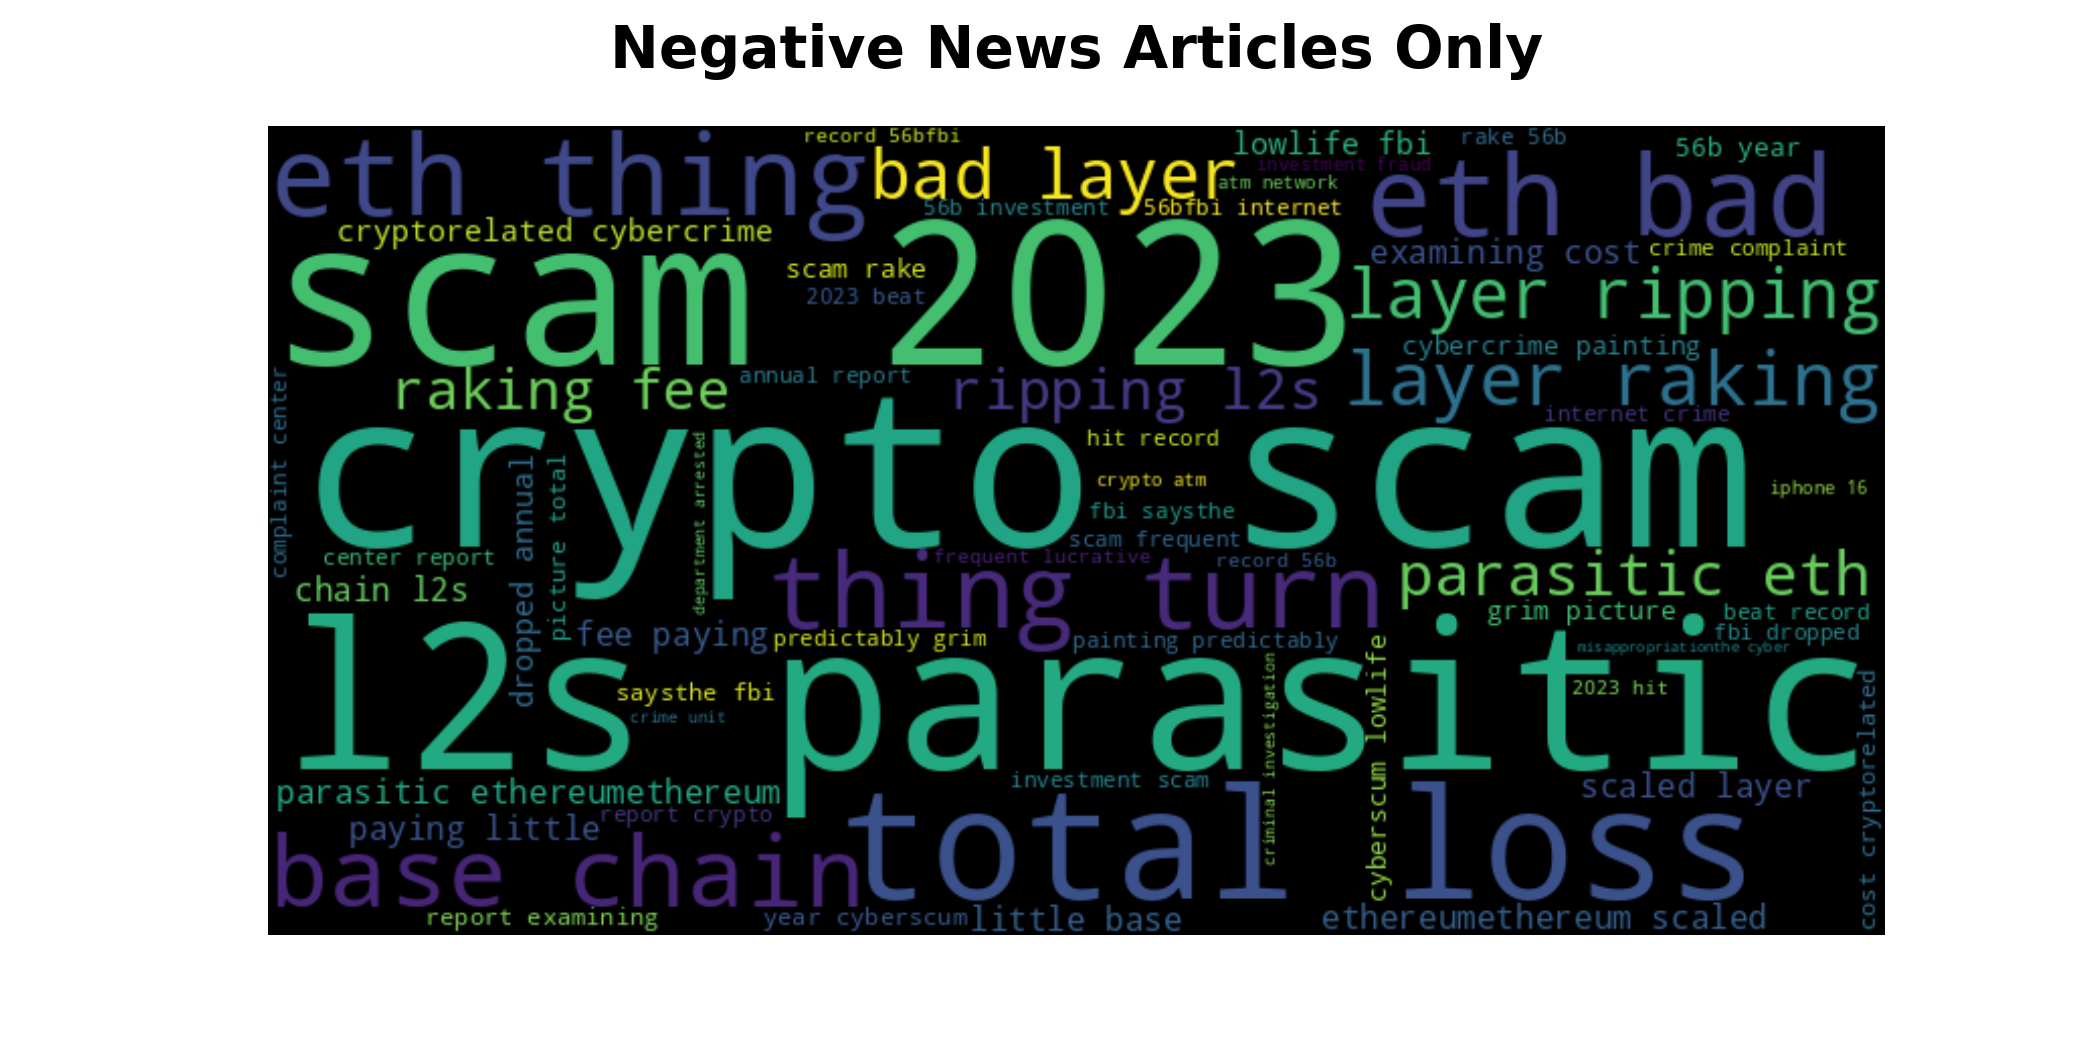 Negative News Articles Only
record 56bfbi
lowlife fbi
rake 56b
eth thing
bad layer
investment fraud
56b year
atm network
eth bad
56b investment
56bfbi internet
cryptorelated cybercrime
examining cost
crime complaint
scam 2023
scam rake
2023 beat
layer ripping
cybercrime painting
raking fee
annual report
ripping l2s
layer raking
internet crime
complaint center
crypto scam
hit record
crypto atm
iphone 16
fbi saysthe
scam frequent
department arrested
dropped annual
picture total
center report
frequent lucrative
record 56b
chain l2s
thing turn
parasitic eth
grim picture
beat record
fbi dropped
fee paying
predictably grim
painting predictably
misappropriationthe cyber
l2s parasitic
saysthe fbi
crime unit
2023 hit
criminal investigation
cyberscum lowlife
cost cryptorelated
parasitic ethereumethereum
investment scam
scaled layer
report crypto
paying little
total loss
base chain
report examining
year cyberscum
little base
ethereumethereum scaled